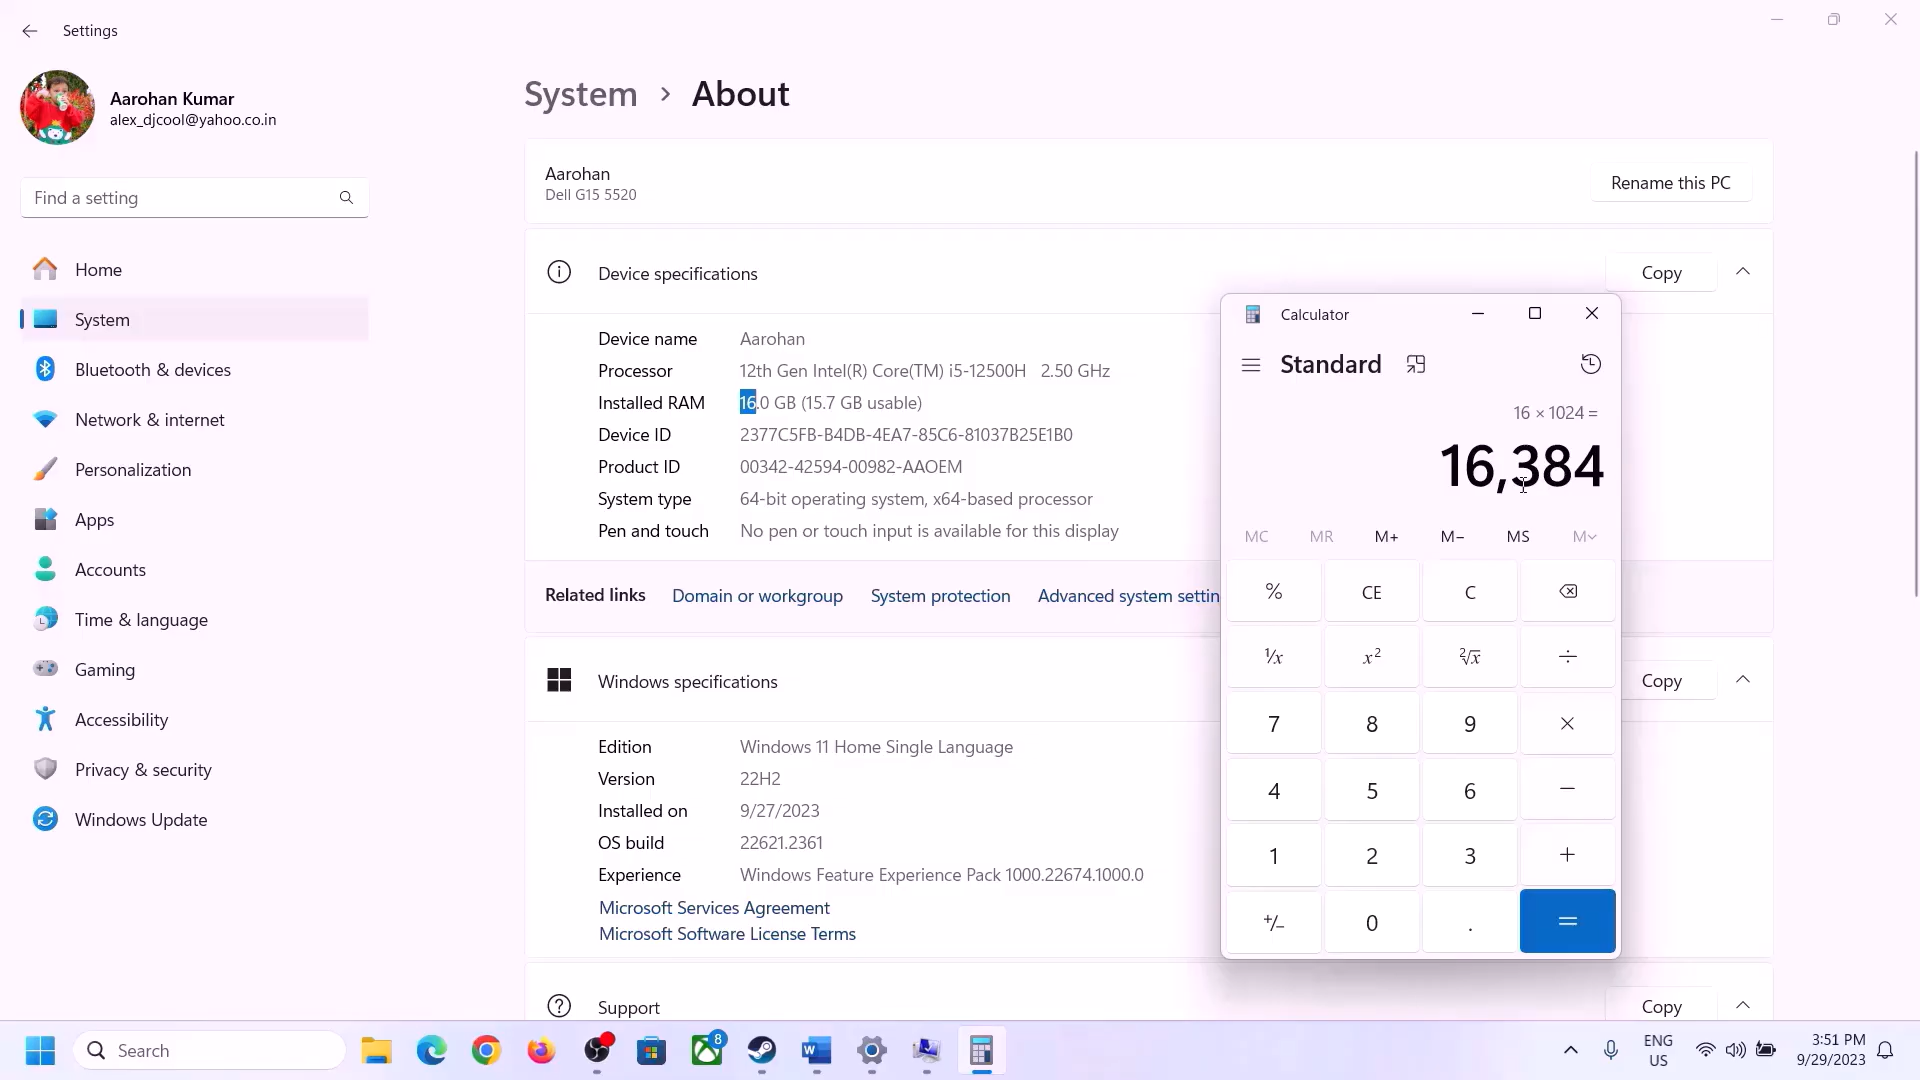 Settings
Aarohan Kumar
alex_djcool@yahoo.co.in
Find a setting
Home
System
Bluetooth & devices
Network & internet
Personalization
Apps
Accounts
Time & language
Gaming
Accessibility
Privacy & security
Windows Update
System > About
Aarohan
Dell G15 5520
Rename this PC
Device specifications
Copy
Device name Aarohan
Processor 12th Gen Intel(R) Core(TM) i5-12500H 2.50 GHz
Installed RAM 16.0 GB (15.7 GB usable)
Device ID 2377C5FB-B4DB-4EA7-85C6-81037B25E1B0
Product ID 00342-42594-00982-AAOEM
System type 64-bit operating system, x64-based processor
Pen and touch No pen or touch input is available for this display
Related links Domain or workgroup System protection Advanced system settin
Windows specifications
Copy
Edition Windows 11 Home Single Language
Version 22H2
Installed on 9/27/2023
OS build 22621.2361
Experience Windows Feature Experience Pack 1000.22674.1000.0
Microsoft Services Agreement
Microsoft Software License Terms
Support
Copy
Calculator
Standard
16 × 1024 =
16,384
MC MR M+ M− MS M˅
% CE C
¹/x x² ²√x ÷
7 8 9 ×
4 5 6 −
1 2 3 +
+/− 0 . =
Search
8
ENG
US
3:51 PM
9/29/2023